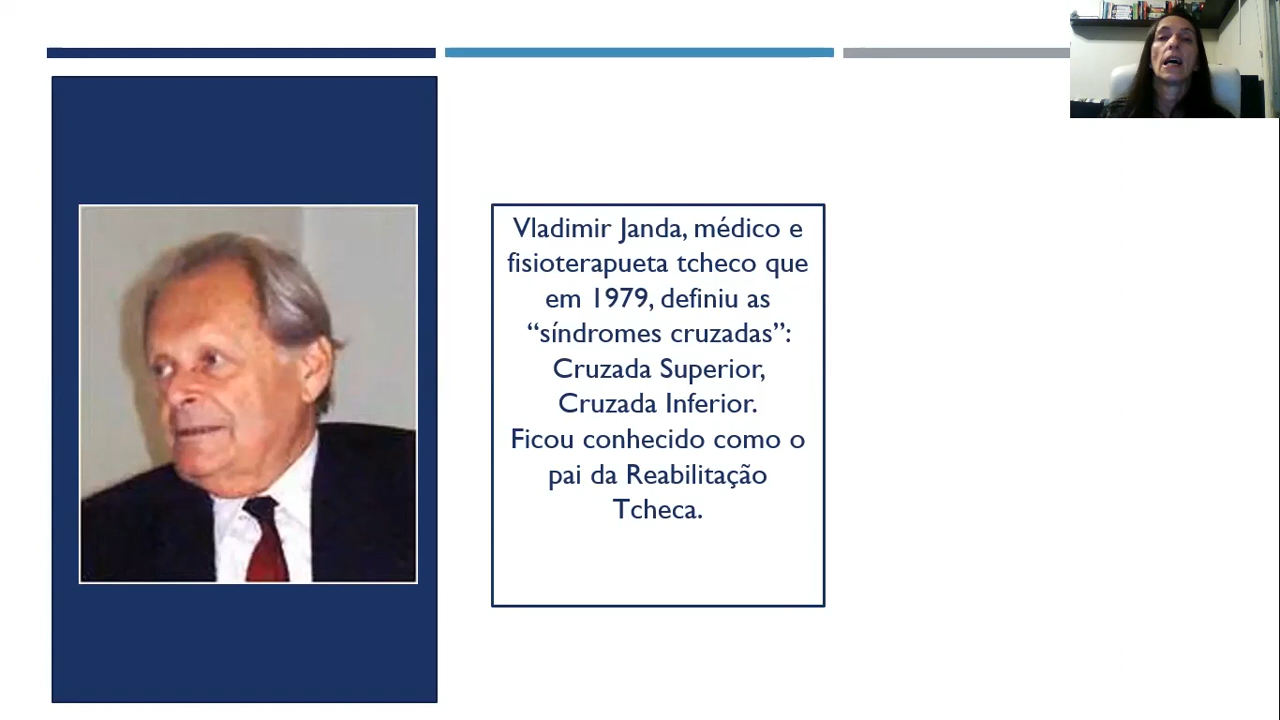 Vladimir Janda, médico e
fisioterapueta tcheco que
em 1979, definiu as
“síndromes cruzadas”:
Cruzada Superior,
Cruzada Inferior.
Ficou conhecido como o
pai da Reabilitação
Tcheca.